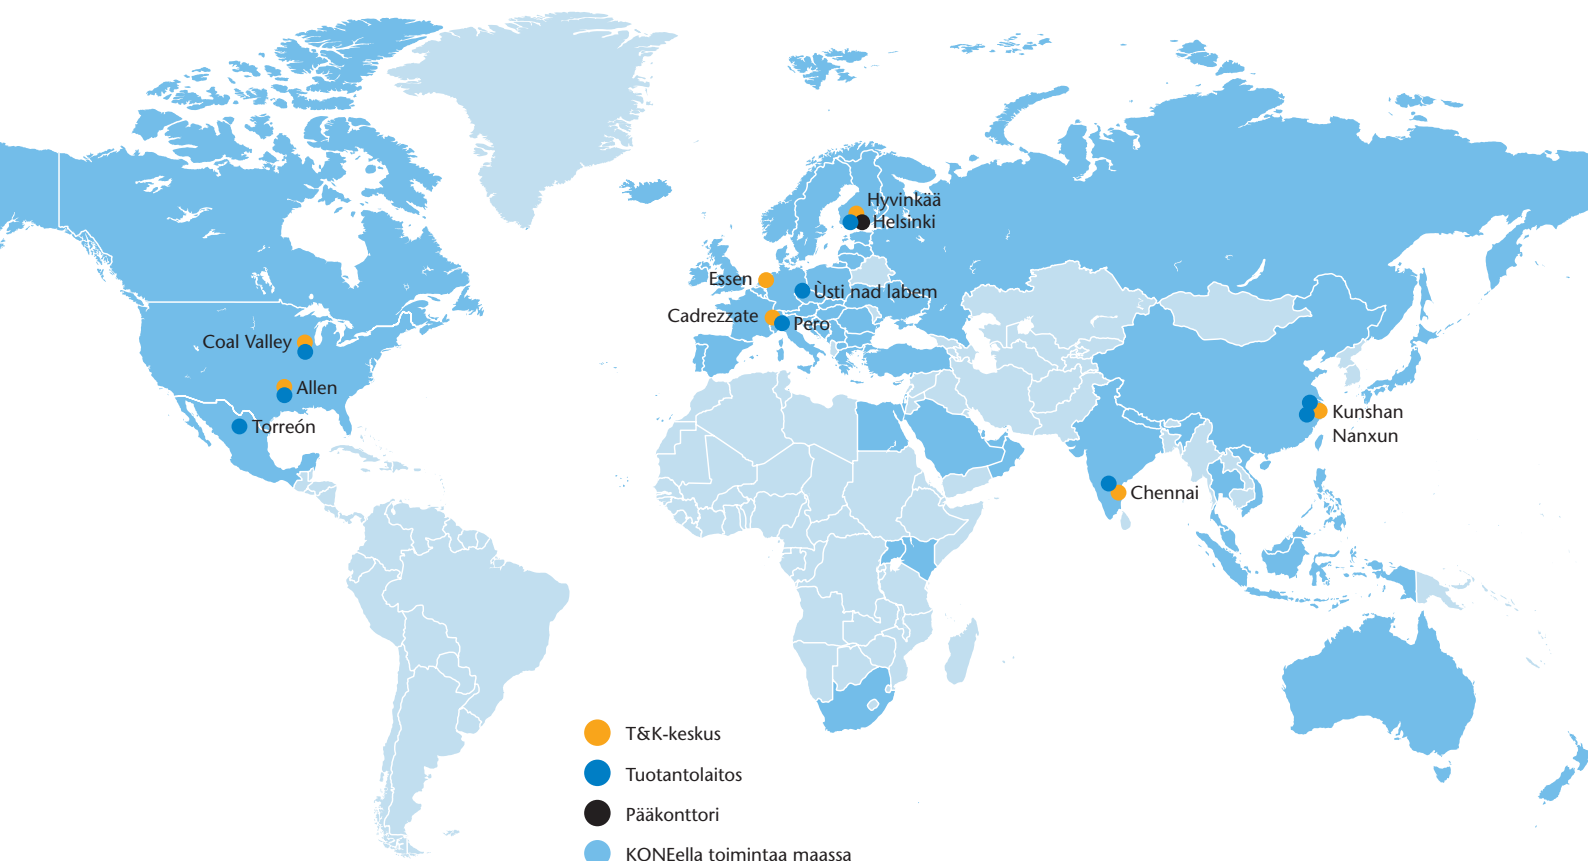 Hyvinkää
Helsinki
Essen
Ùsti nad labem
Cadrezzate
Pero
Coal Valley
Allen
Torreón
Kunshan
Nanxun
Chennai
T&K-keskus
Tuotantolaitos
Pääkonttori
KONEella toimintaa maassa